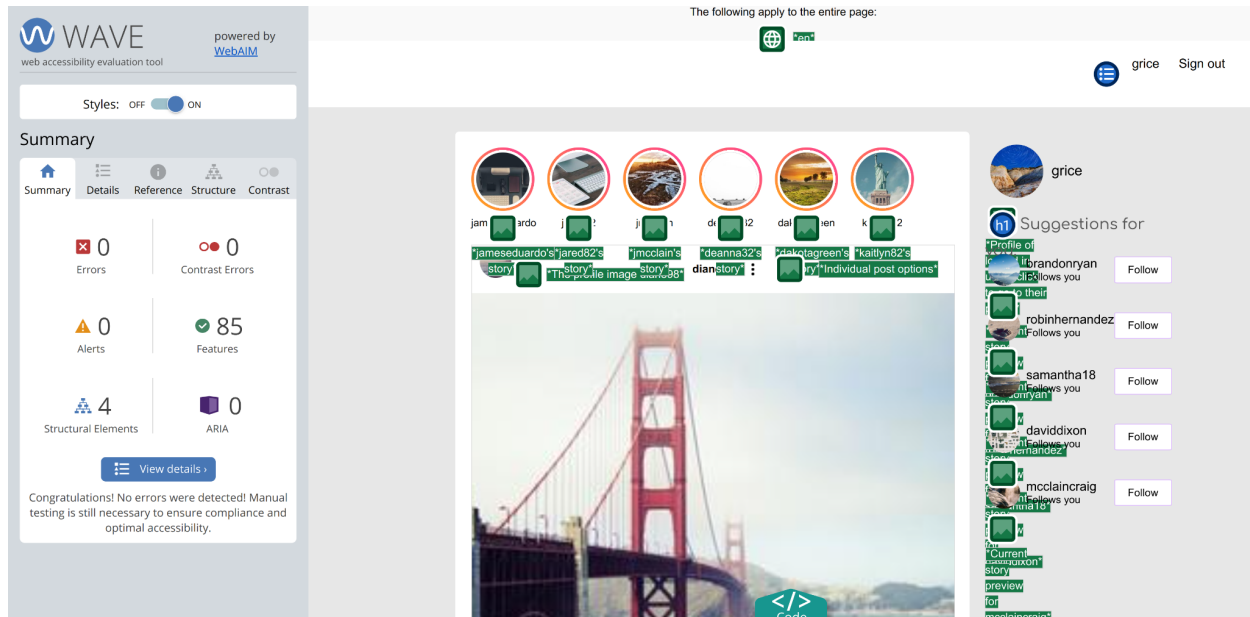 WAVE
web accessibility evaluation tool
powered by
WebAIM
Styles: OFF ON
Summary
Summary Details Reference Structure Contrast
0 0
Errors Contrast Errors
0 85
Alerts Features
4 0
Structural Elements ARIA
View details ›
Congratulations! No errors were detected! Manual
testing is still necessary to ensure compliance and
optimal accessibility.
The following apply to the entire page:
*en*
grice Sign out
*jameseduardo's *jared82's *jmcclain's *deanna32's *dakotagreen's *kaitlyn82's
story* story* story* story*
*Individual post options*
</>
Code
grice
h1 Suggestions for
*Profile of
brandonryan
Follows you
Follow
to their
robinhernandez
Follows you
Follow
samantha18
Follows you
Follow
daviddixon
Follows you
Follow
mcclaincraig
Follows you
Follow
*Current
story
preview
for
mcclaincraig*